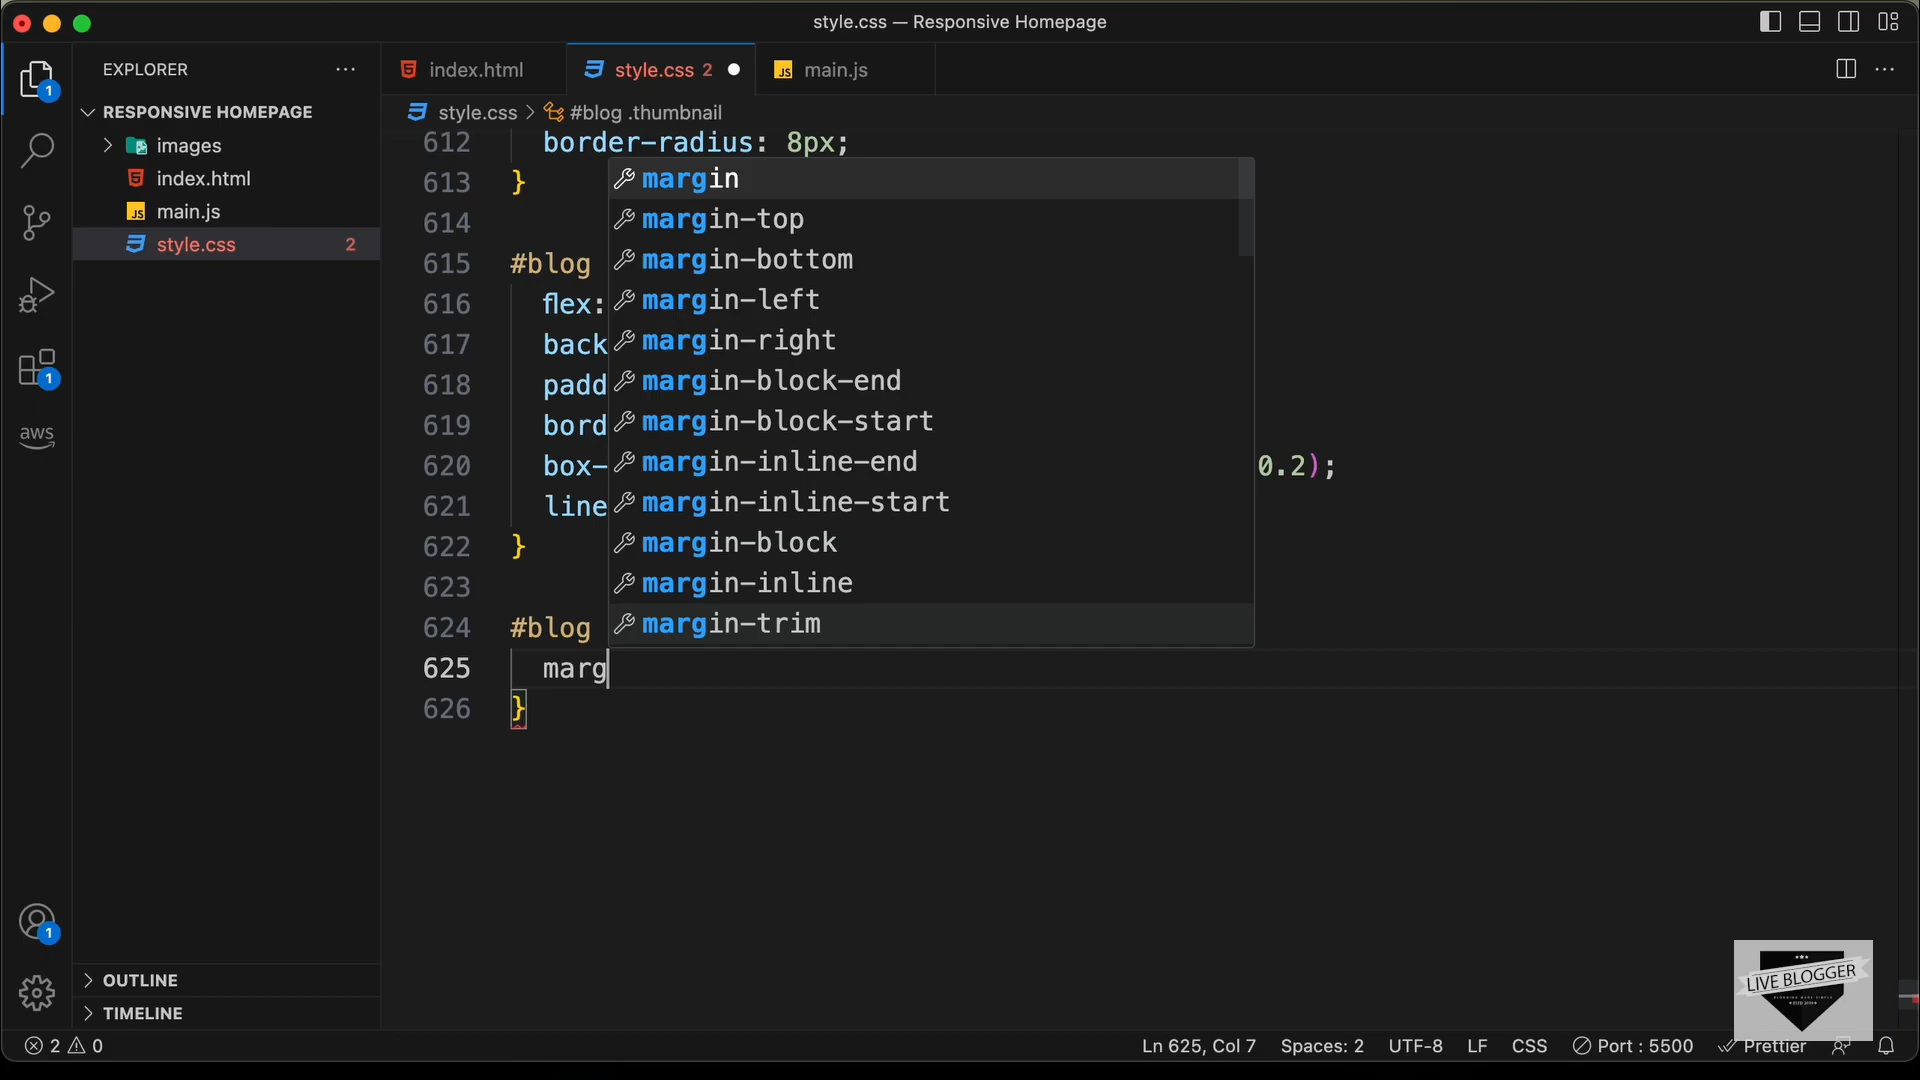 style.css — Responsive Homepage
EXPLORER
index.html
style.css 2
main.js
RESPONSIVE HOMEPAGE
images
index.html
main.js
style.css 2
style.css > #blog .thumbnail
612 border-radius: 8px;
613 }
614
615 #blog
616 flex:
617 back
618 padd
619 bord
620 box- 0.2);
621 line
622 }
623
624 #blog
625 marg
626 }
margin
margin-top
margin-bottom
margin-left
margin-right
margin-block-end
margin-block-start
margin-inline-end
margin-inline-start
margin-block
margin-inline
margin-trim
1
1
aws
1
OUTLINE
TIMELINE
LIVE BLOGGER
2 0
Ln 625, Col 7
Spaces: 2
UTF-8
LF
CSS
Port : 5500
Prettier